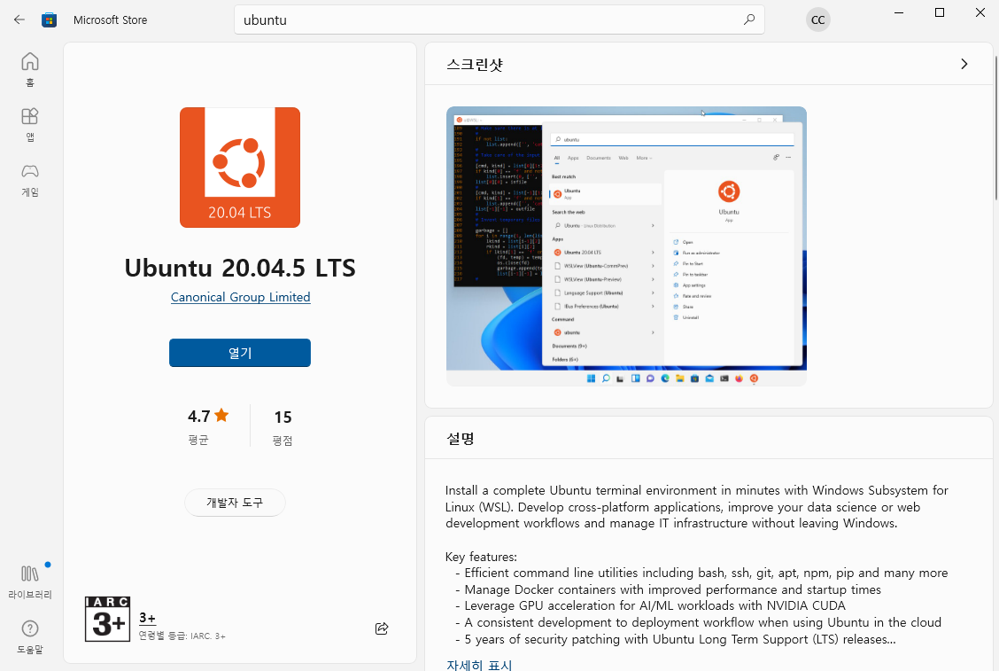 Microsoft Store
ubuntu
CC
홈
앱
게임
라이브러리
도움말
20.04 LTS
Ubuntu 20.04.5 LTS
Canonical Group Limited
열기
4.7
평균
15
평점
개발자 도구
IARC
3+
3+
연령별 등급: IARC. 3+
스크린샷
ubuntu
All Apps Documents Web More
Best match
Ubuntu
App
Search the web
Ubuntu - Linux Distribution
Apps
Ubuntu 20.04 LTS
WSLView (Ubuntu-CommPrev)
WSLView (Ubuntu-Preview)
Language Support (Ubuntu)
IBus Preferences (Ubuntu)
Command
ubuntu
Documents (9+)
Folders (6+)
Ubuntu
App
Open
Run as administrator
Pin to Start
Pin to taskbar
App settings
Rate and review
Share
Uninstall
설명
Install a complete Ubuntu terminal environment in minutes with Windows Subsystem for
Linux (WSL). Develop cross-platform applications, improve your data science or web
development workflows and manage IT infrastructure without leaving Windows.
Key features:
- Efficient command line utilities including bash, ssh, git, apt, npm, pip and many more
- Manage Docker containers with improved performance and startup times
- Leverage GPU acceleration for AI/ML workloads with NVIDIA CUDA
- A consistent development to deployment workflow when using Ubuntu in the cloud
- 5 years of security patching with Ubuntu Long Term Support (LTS) releases...
자세히 표시